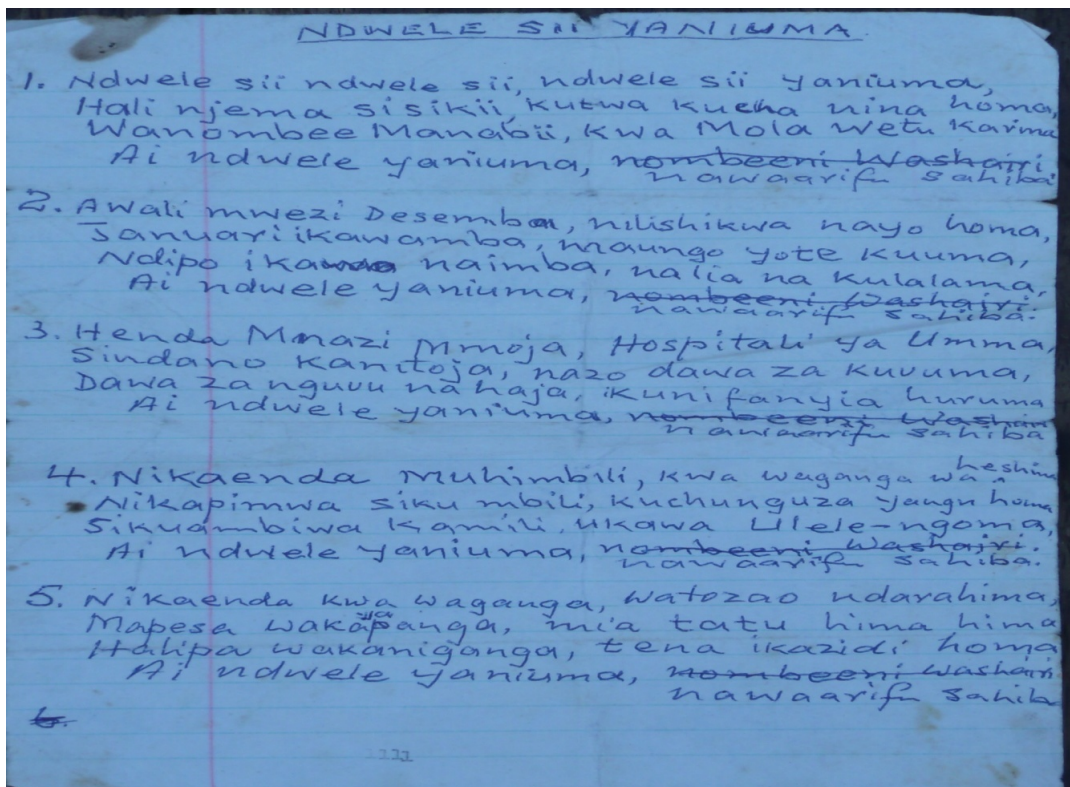 NDWELE SII YANIUMA
1. Ndwele sii ndwele sii, ndwele sii yaniuma,
Hali njema sisikii, kutwa kucha nina homa,
Wanombee Manabii, kwa Mola wetu Karima
Ai ndwele yaniuma, nombeeni Washairi
nawaarifu sahiba
2. Awali mwezi Desemba, nilishikwa nayo homa,
Januari ikawamba, maungo yote kuuma,
Ndipo ika naimba, nalia na kulalama,
Ai ndwele yaniuma, nombeeni Washairi.
nawaarifu sahiba.
3. Henda Mnazi Mmoja, Hospitali ya Umma,
Sindano kanitoja, nazo dawa za kuvuma,
Dawa za nguvu na haja, kunifanyia huruma
Ai ndwele yaniuma, nombeeni Washairi
nawaarifu sahiba
4. Nikaenda Muhimbili, kwa waganga wa heshima
Nikapimwa siku mbili, kuchunguza yangu homa
Sikuambiwa kamili, ukawa Ulele-ngoma,
Ai ndwele yaniuma, nombeeni Washairi.
nawaarifu sahiba.
5. Nikaenda kwa waganga, watozao ndarahima,
Mapesa wakayapanga, mia tatu hima hima
Halipa wakaniganga, tena ikazidi homa
Ai ndwele yaniuma, nombeeni Washairi
nawaarifu sahiba
6.